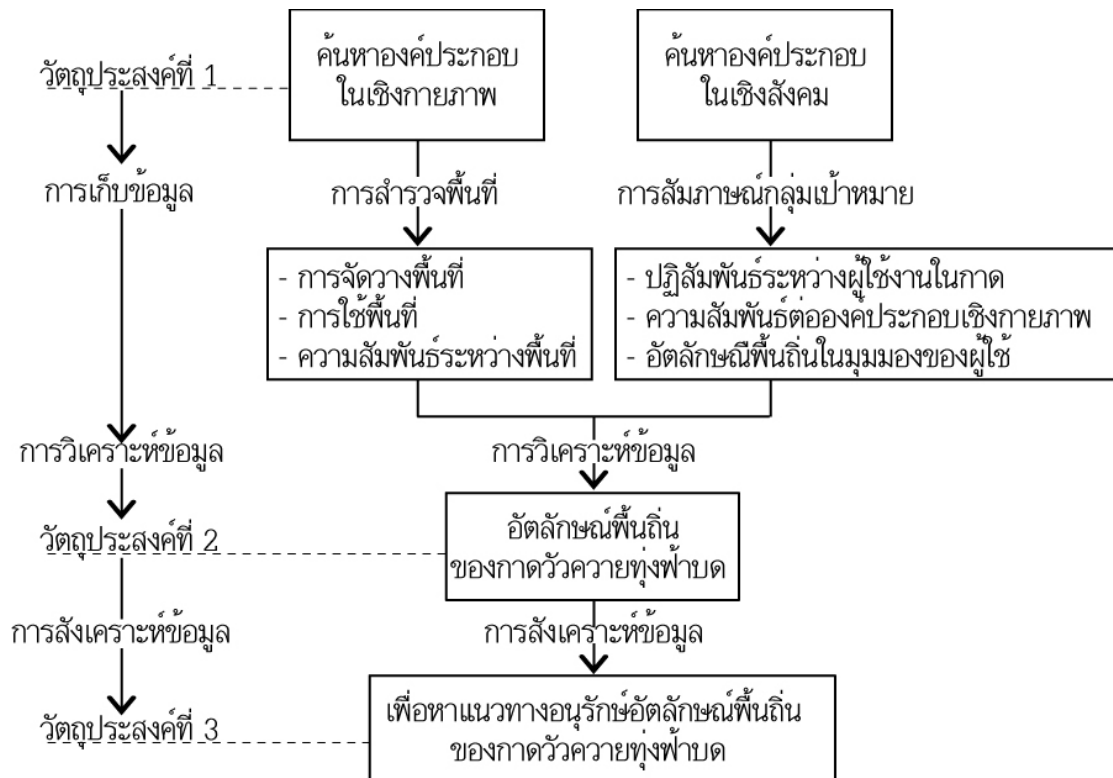 วัตถุประสงค์ที่ 1
ค้นหาองค์ประกอบ
ในเชิงกายภาพ
ค้นหาองค์ประกอบ
ในเชิงสังคม
การเก็บข้อมูล
การสำรวจพื้นที่
การสัมภาษณ์กลุ่มเป้าหมาย
- การจัดวางพื้นที่
- การใช้พื้นที่
- ความสัมพันธ์ระหว่างพื้นที่
- ปฏิสัมพันธ์ระหว่างผู้ใช้งานในกาด
- ความสัมพันธ์ต่อองค์ประกอบเชิงกายภาพ
- อัตลักษณืพื้นถิ่นในมุมมองของผู้ใช้
การวิเคราะห์ข้อมูล
การวิเคราะห์ข้อมูล
วัตถุประสงค์ที่ 2
อัตลักษณ์พื้นถิ่น
ของกาดวัวควายทุ่งฟ้าบด
การสังเคราะห์ข้อมูล
การสังเคราะห์ข้อมูล
วัตถุประสงค์ที่ 3
เพื่อหาแนวทางอนุรักษ์อัตลักษณ์พื้นถิ่น
ของกาดวัวควายทุ่งฟ้าบด